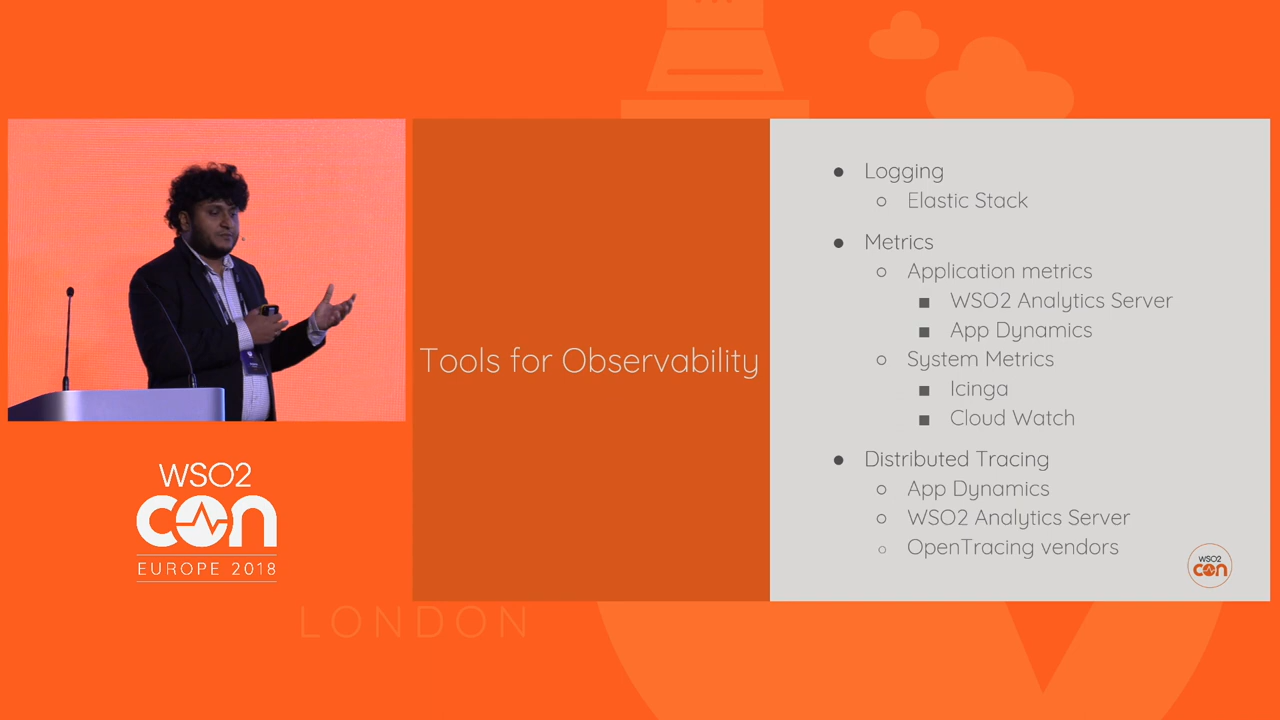 Tools for Observability
● Logging
○ Elastic Stack
● Metrics
○ Application metrics
■ WSO2 Analytics Server
■ App Dynamics
○ System Metrics
■ Icinga
■ Cloud Watch
● Distributed Tracing
○ App Dynamics
○ WSO2 Analytics Server
○ OpenTracing vendors
WSO2
con
WSO2
con
EUROPE 2018
LONDON